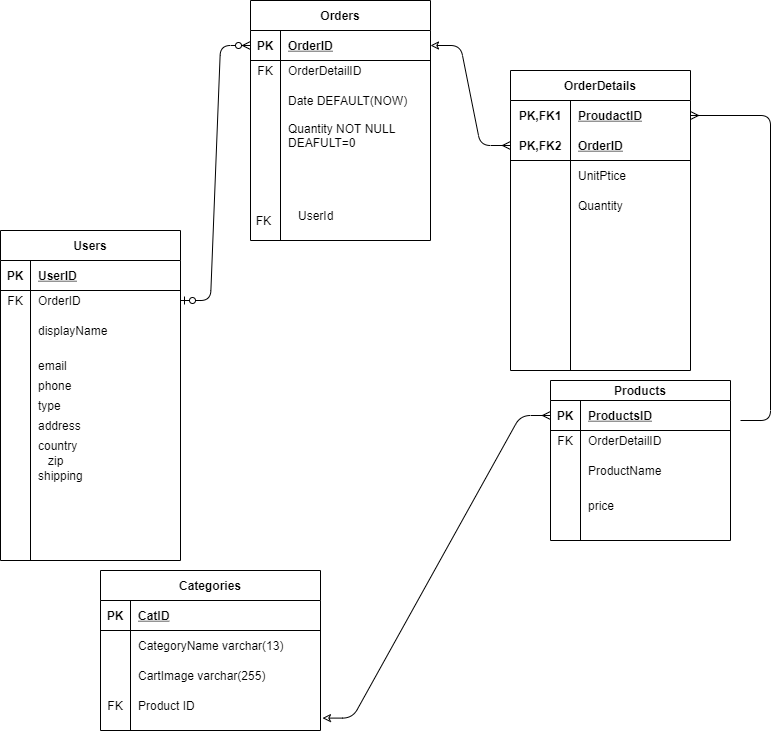 Orders
PK OrderID
FK OrderDetailID
Date DEFAULT(NOW)
Quantity NOT NULL
DEAFULT=0
FK UserId
OrderDetails
PK,FK1 ProudactID
PK,FK2 OrderID
UnitPtice
Quantity
Users
PK UserID
FK OrderID
displayName
email
phone
type
address
country
zip
shipping
Products
PK ProductsID
FK OrderDetailID
ProductName
price
Categories
PK CatID
CategoryName varchar(13)
CartImage varchar(255)
FK Product ID